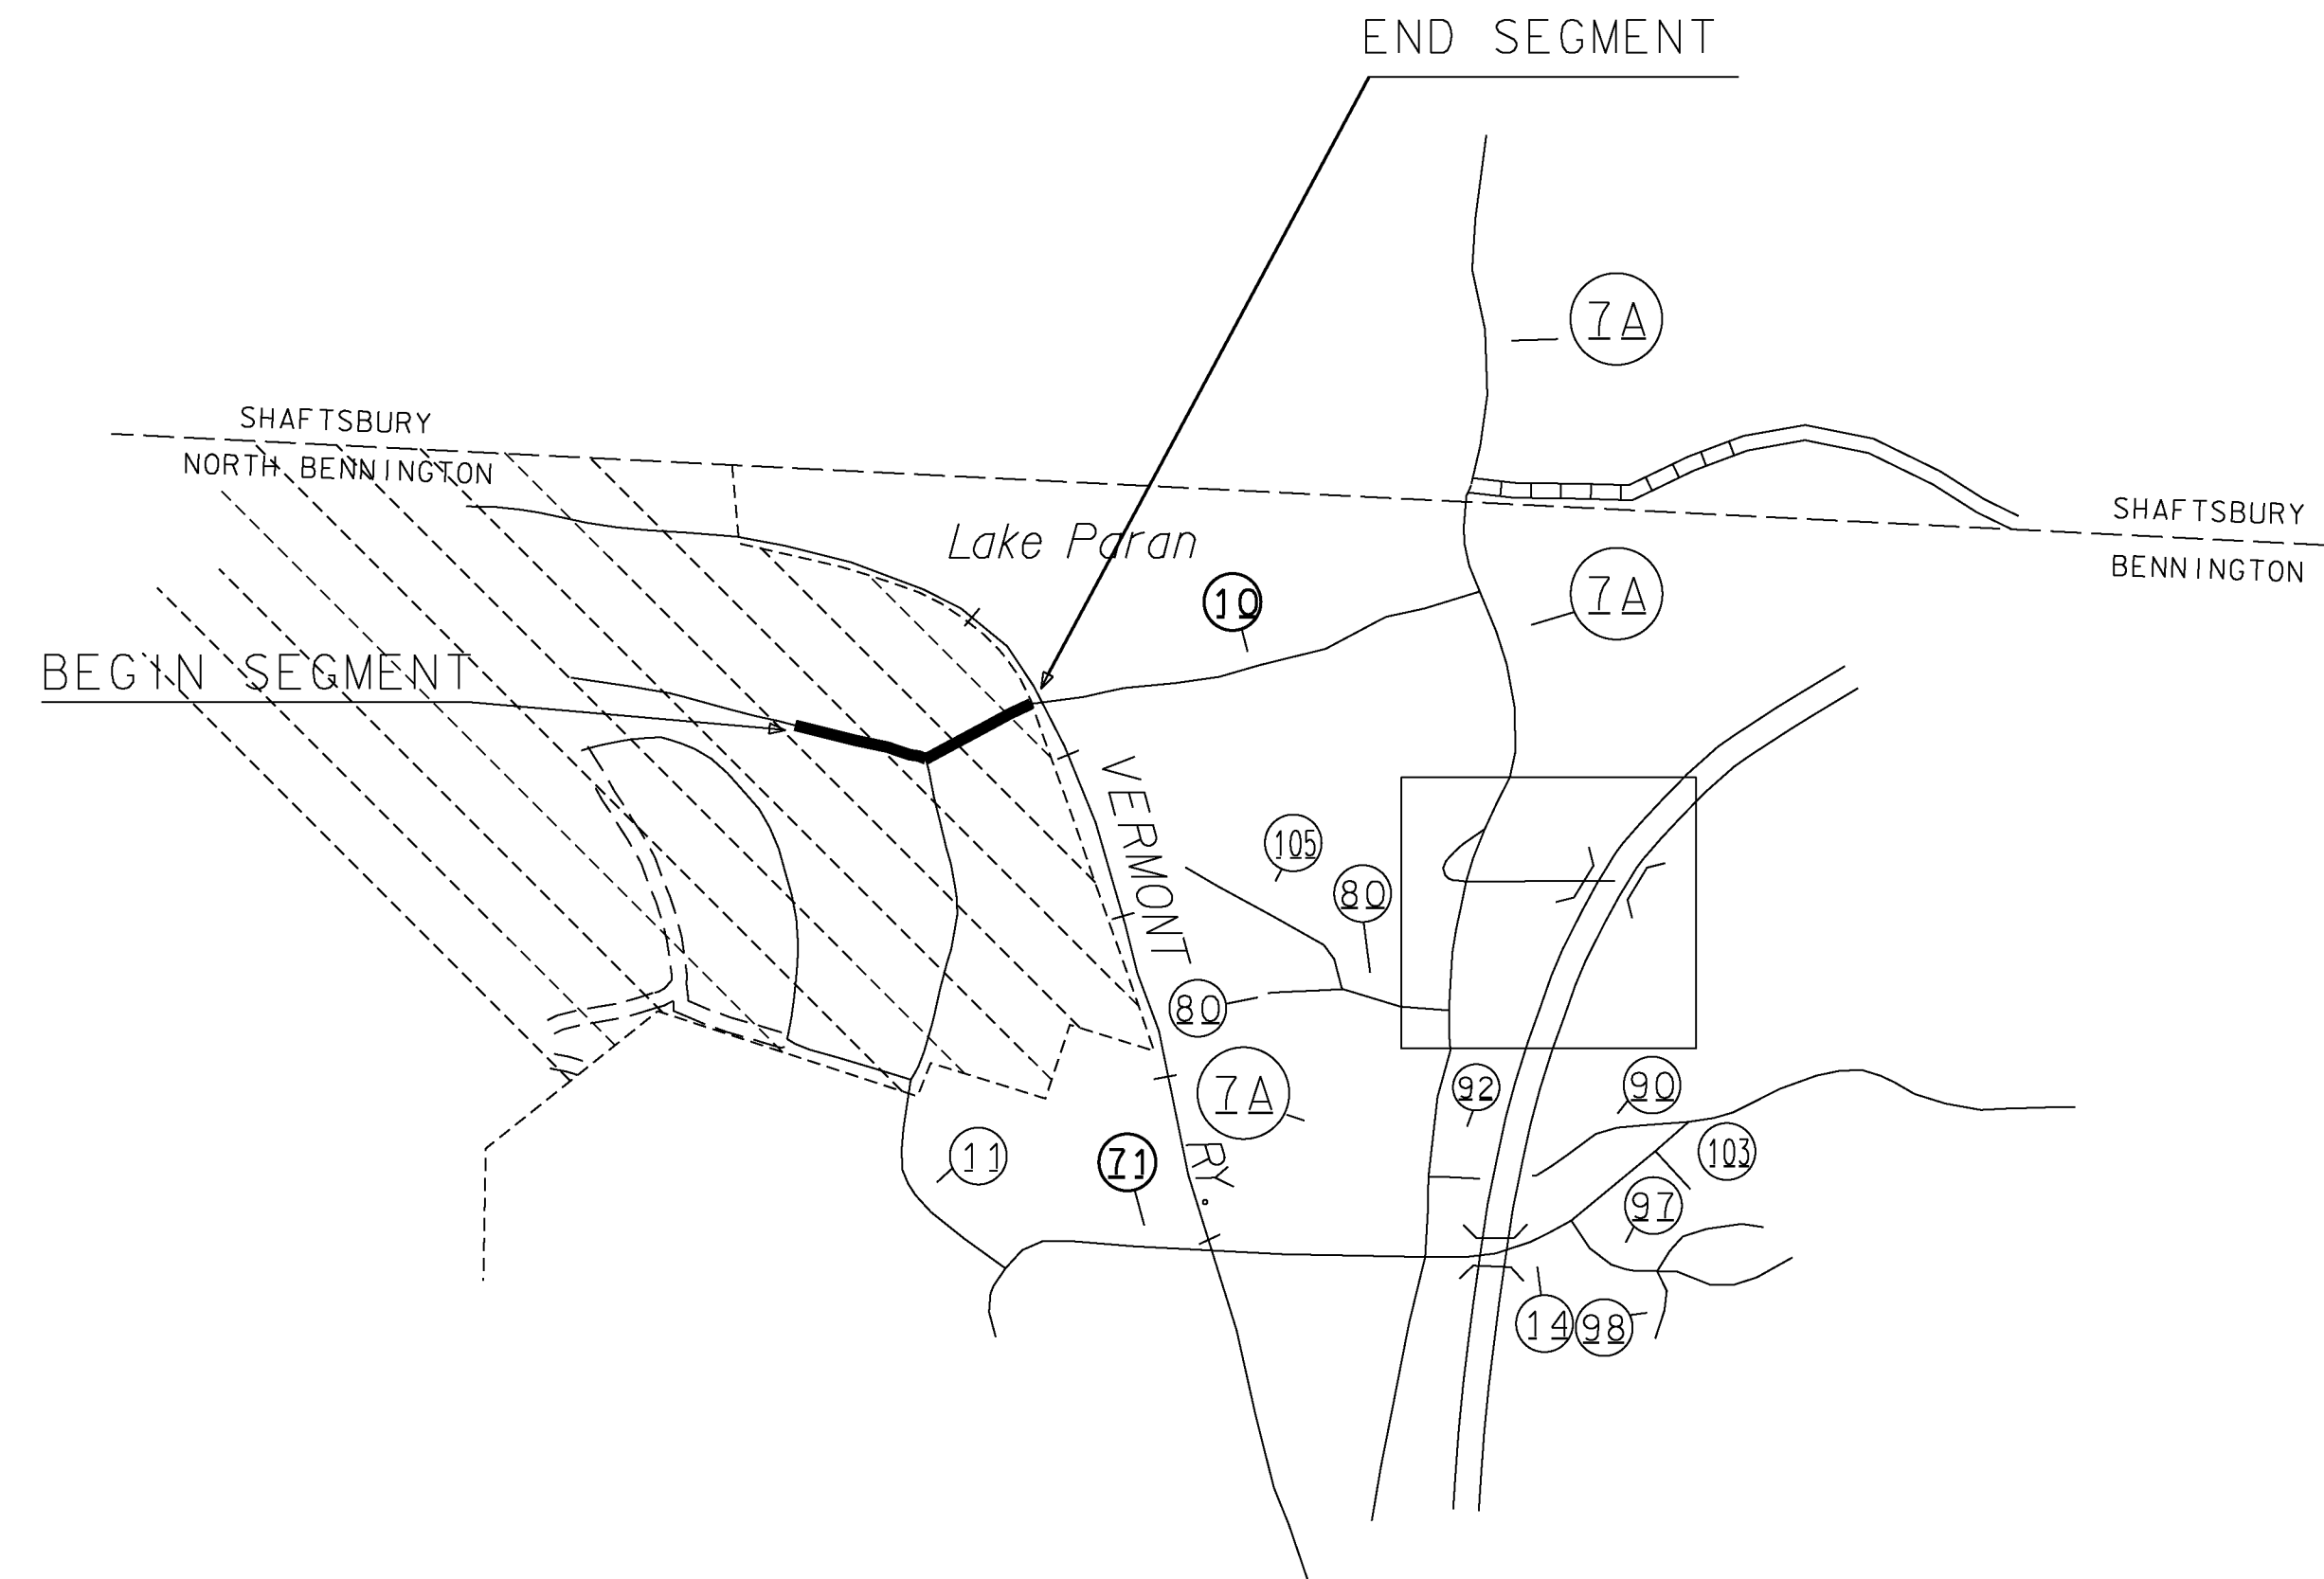 END SEGMENT
7A
SHAFTSBURY
NORTH BENNINGTON
SHAFTSBURY
BENNINGTON
Lake Paran
10
7A
BEGIN SEGMENT
VERMONT RY.
105
80
80
7A
92
90
11
71
103
97
14
98